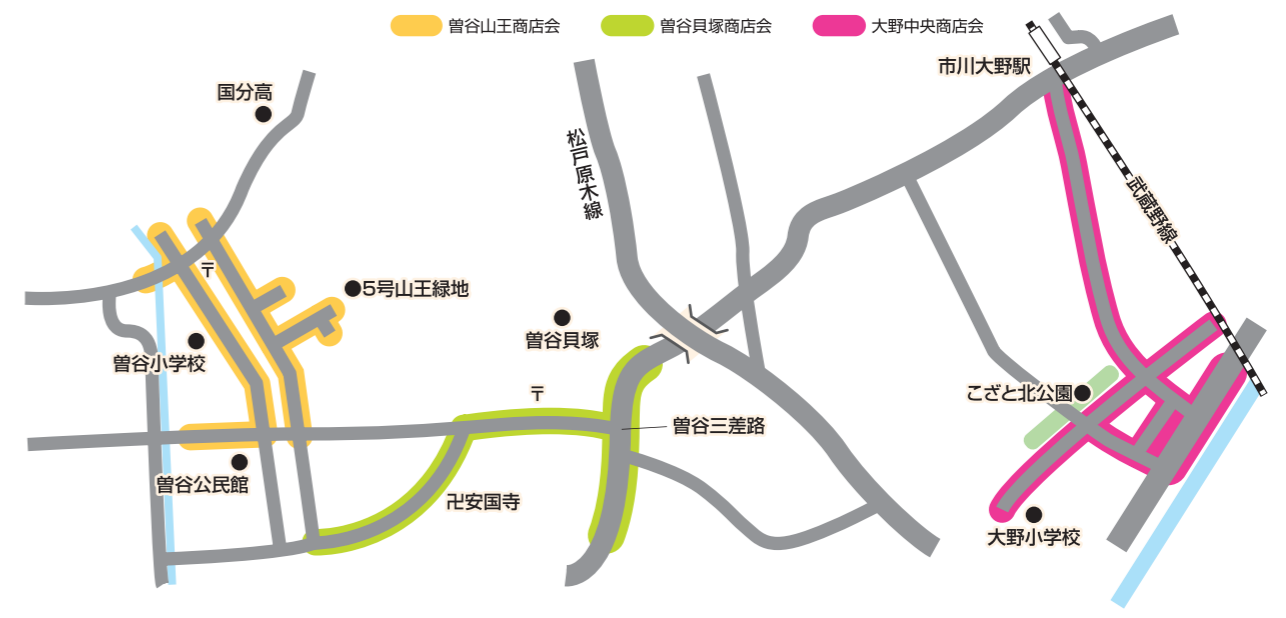 曽谷山王商店会
曽谷貝塚商店会
大野中央商店会
市川大野駅
国分高
松戸原木線
武蔵野線
〒
5号山王緑地
曽谷貝塚
曽谷小学校
〒
こざと北公園
曽谷三差路
曽谷公民館
卍安国寺
大野小学校